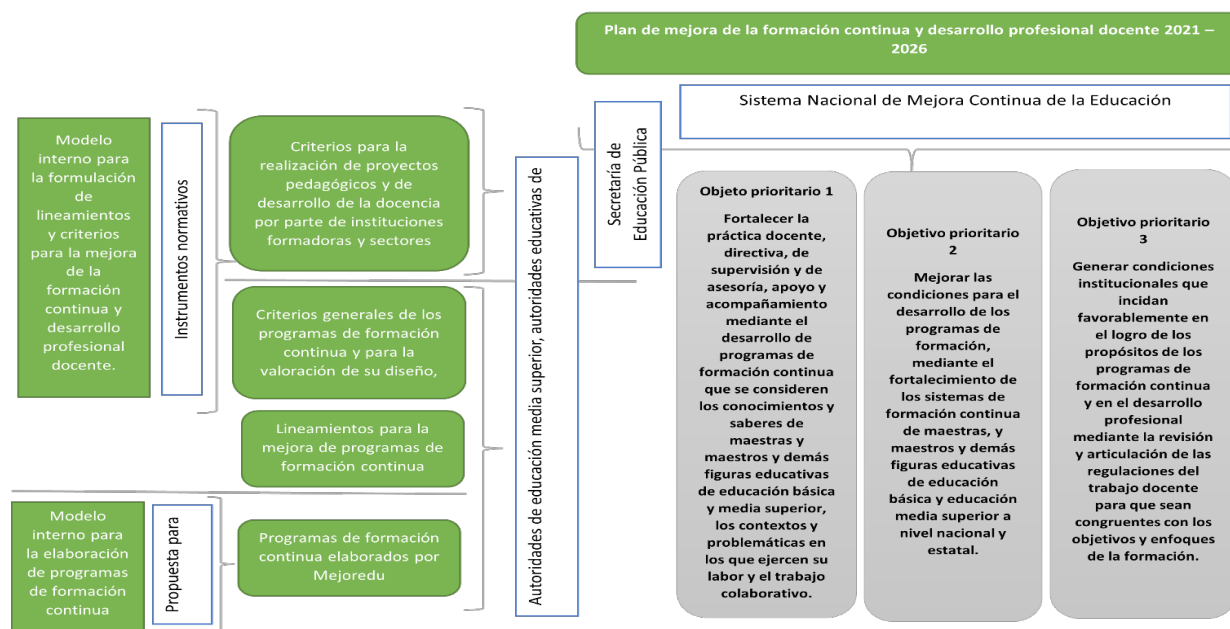 Plan de mejora de la formación continua y desarrollo profesional docente 2021 –
2026
Sistema Nacional de Mejora Continua de la Educación
Secretaría de
Educación Pública
Modelo
interno para
la formulación
de
lineamientos
y criterios
para la mejora
de la
formación
continua y
desarrollo
profesional
docente.
Instrumentos normativos
Criterios para la
realización de proyectos
pedagógicos y de
desarrollo de la docencia
por parte de instituciones
formadoras y sectores
Criterios generales de los
programas de formación
continua y para la
valoración de su diseño,
Lineamientos para la
mejora de programas de
formación continua
Modelo
interno para
la elaboración
de programas
de formación
continua
Propuesta para
Programas de formación
continua elaborados por
Mejoredu
Autoridades de educación media superior, autoridades educativas de
Objeto prioritario 1
Fortalecer la
práctica docente,
directiva, de
supervisión y de
asesoría, apoyo y
acompañamiento
mediante el
desarrollo de
programas de
formación continua
que se consideren
los conocimientos y
saberes de
maestras y
maestros y demás
figuras educativas
de educación básica
y media superior,
los contextos y
problemáticas en
los que ejercen su
labor y el trabajo
colaborativo.
Objetivo prioritario
2
Mejorar las
condiciones para el
desarrollo de los
programas de
formación,
mediante el
fortalecimiento de
los sistemas de
formación continua
de maestras, y
maestros y demás
figuras educativas
de educación
básica y educación
media superior a
nivel nacional y
estatal.
Objetivo prioritario
3
Generar condiciones
institucionales que
incidan
favorablemente en
el logro de los
propósitos de los
programas de
formación continua
y en el desarrollo
profesional
mediante la revisión
y articulación de las
regulaciones del
trabajo docente
para que sean
congruentes con los
objetivos y enfoques
de la formación.